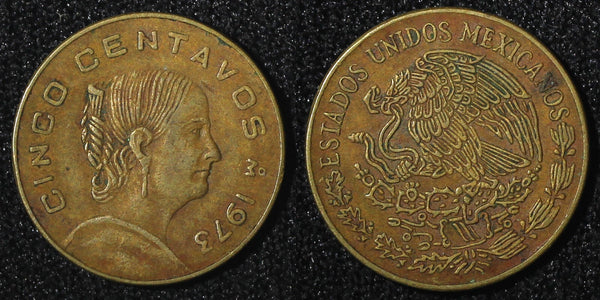 CINCO CENTAVOS
Mo
1973
ESTADOS UNIDOS MEXICANOS